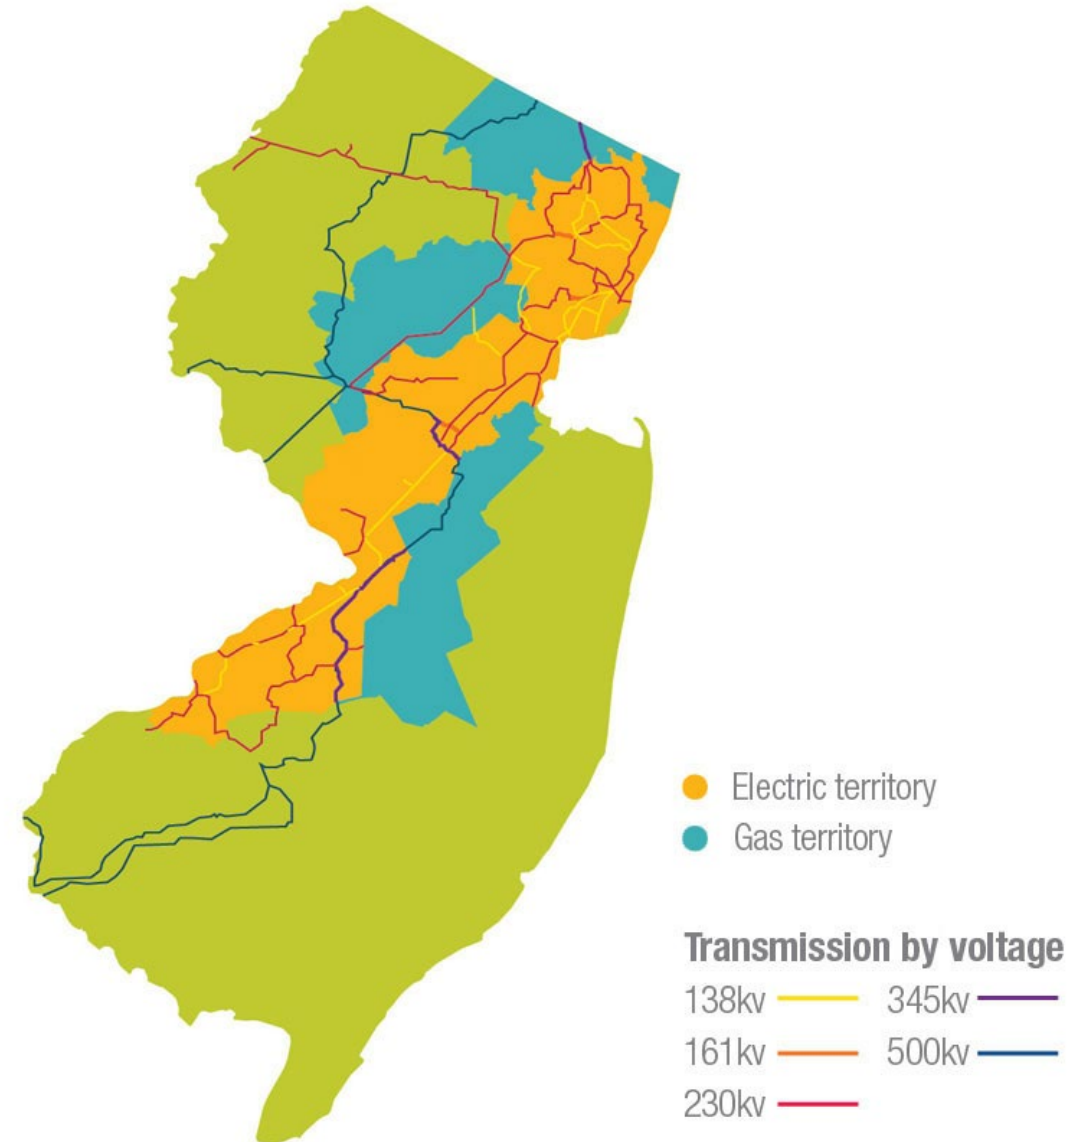 Electric territory
Gas territory
Transmission by voltage
138kv 345kv
161kv 500kv
230kv